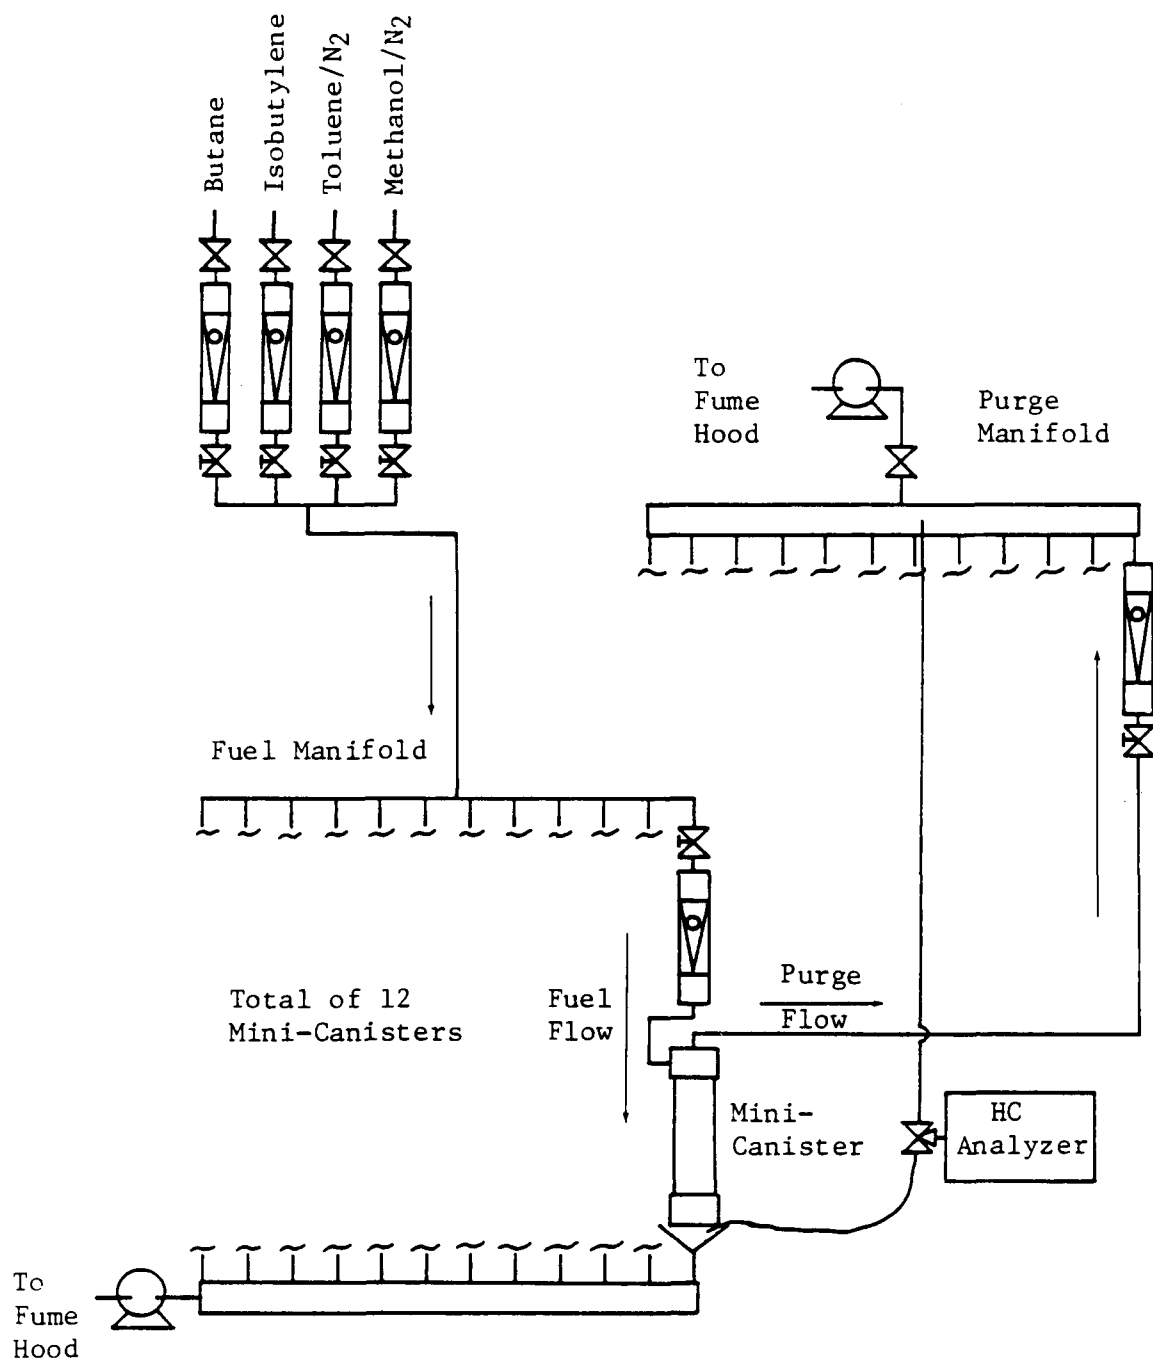 Butane
Isobutylene
Toluene/N2
Methanol/N2
To
Fume
Hood
Purge
Manifold
Fuel Manifold
Total of 12
Mini-Canisters
Fuel
Flow
Purge
Flow
Mini-
Canister
HC
Analyzer
To
Fume
Hood